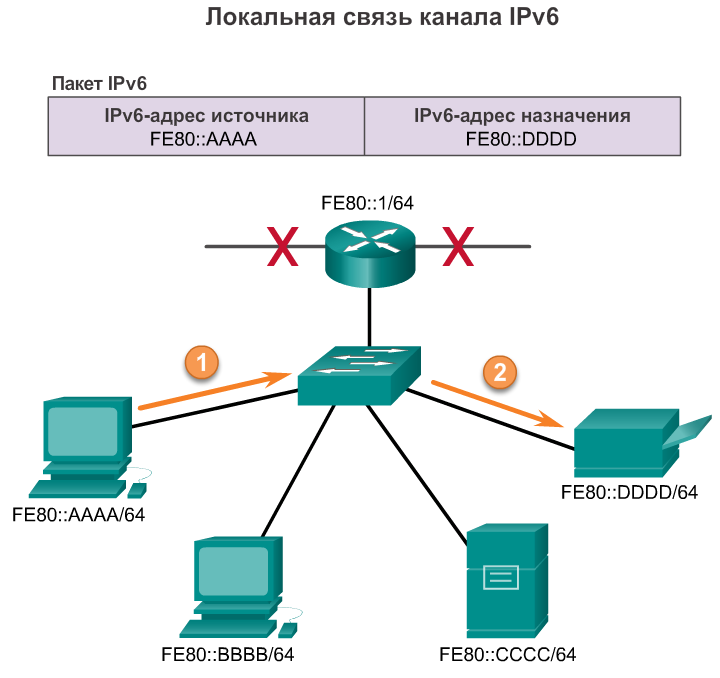 Локальная связь канала IPv6
Пакет IPv6
IPv6-адрес источника
FE80::AAAA
IPv6-адрес назначения
FE80::DDDD
FE80::1/64
X
X
1
2
FE80::AAAA/64
FE80::DDDD/64
FE80::BBBB/64
FE80::CCCC/64